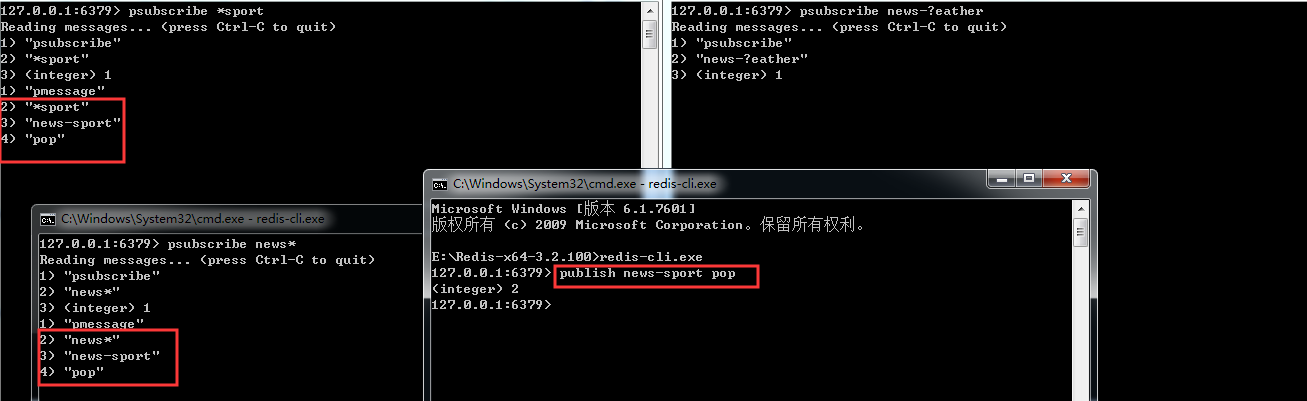 127.0.0.1:6379> psubscribe *sport
Reading messages... (press Ctrl-C to quit)
1) "psubscribe"
2) "*sport"
3) (integer) 1
1) "pmessage"
2) "*sport"
3) "news-sport"
4) "pop"
127.0.0.1:6379> psubscribe news-?eather
Reading messages... (press Ctrl-C to quit)
1) "psubscribe"
2) "news-?eather"
3) (integer) 1
C:\Windows\System32\cmd.exe - redis-cli.exe
127.0.0.1:6379> psubscribe news*
Reading messages... (press Ctrl-C to quit)
1) "psubscribe"
2) "news*"
3) (integer) 1
1) "pmessage"
2) "news*"
3) "news-sport"
4) "pop"
C:\Windows\System32\cmd.exe - redis-cli.exe
Microsoft Windows [版本 6.1.7601]
版权所有 (c) 2009 Microsoft Corporation。保留所有权利。
E:\Redis-x64-3.2.100>redis-cli.exe
127.0.0.1:6379> publish news-sport pop
(integer) 2
127.0.0.1:6379>